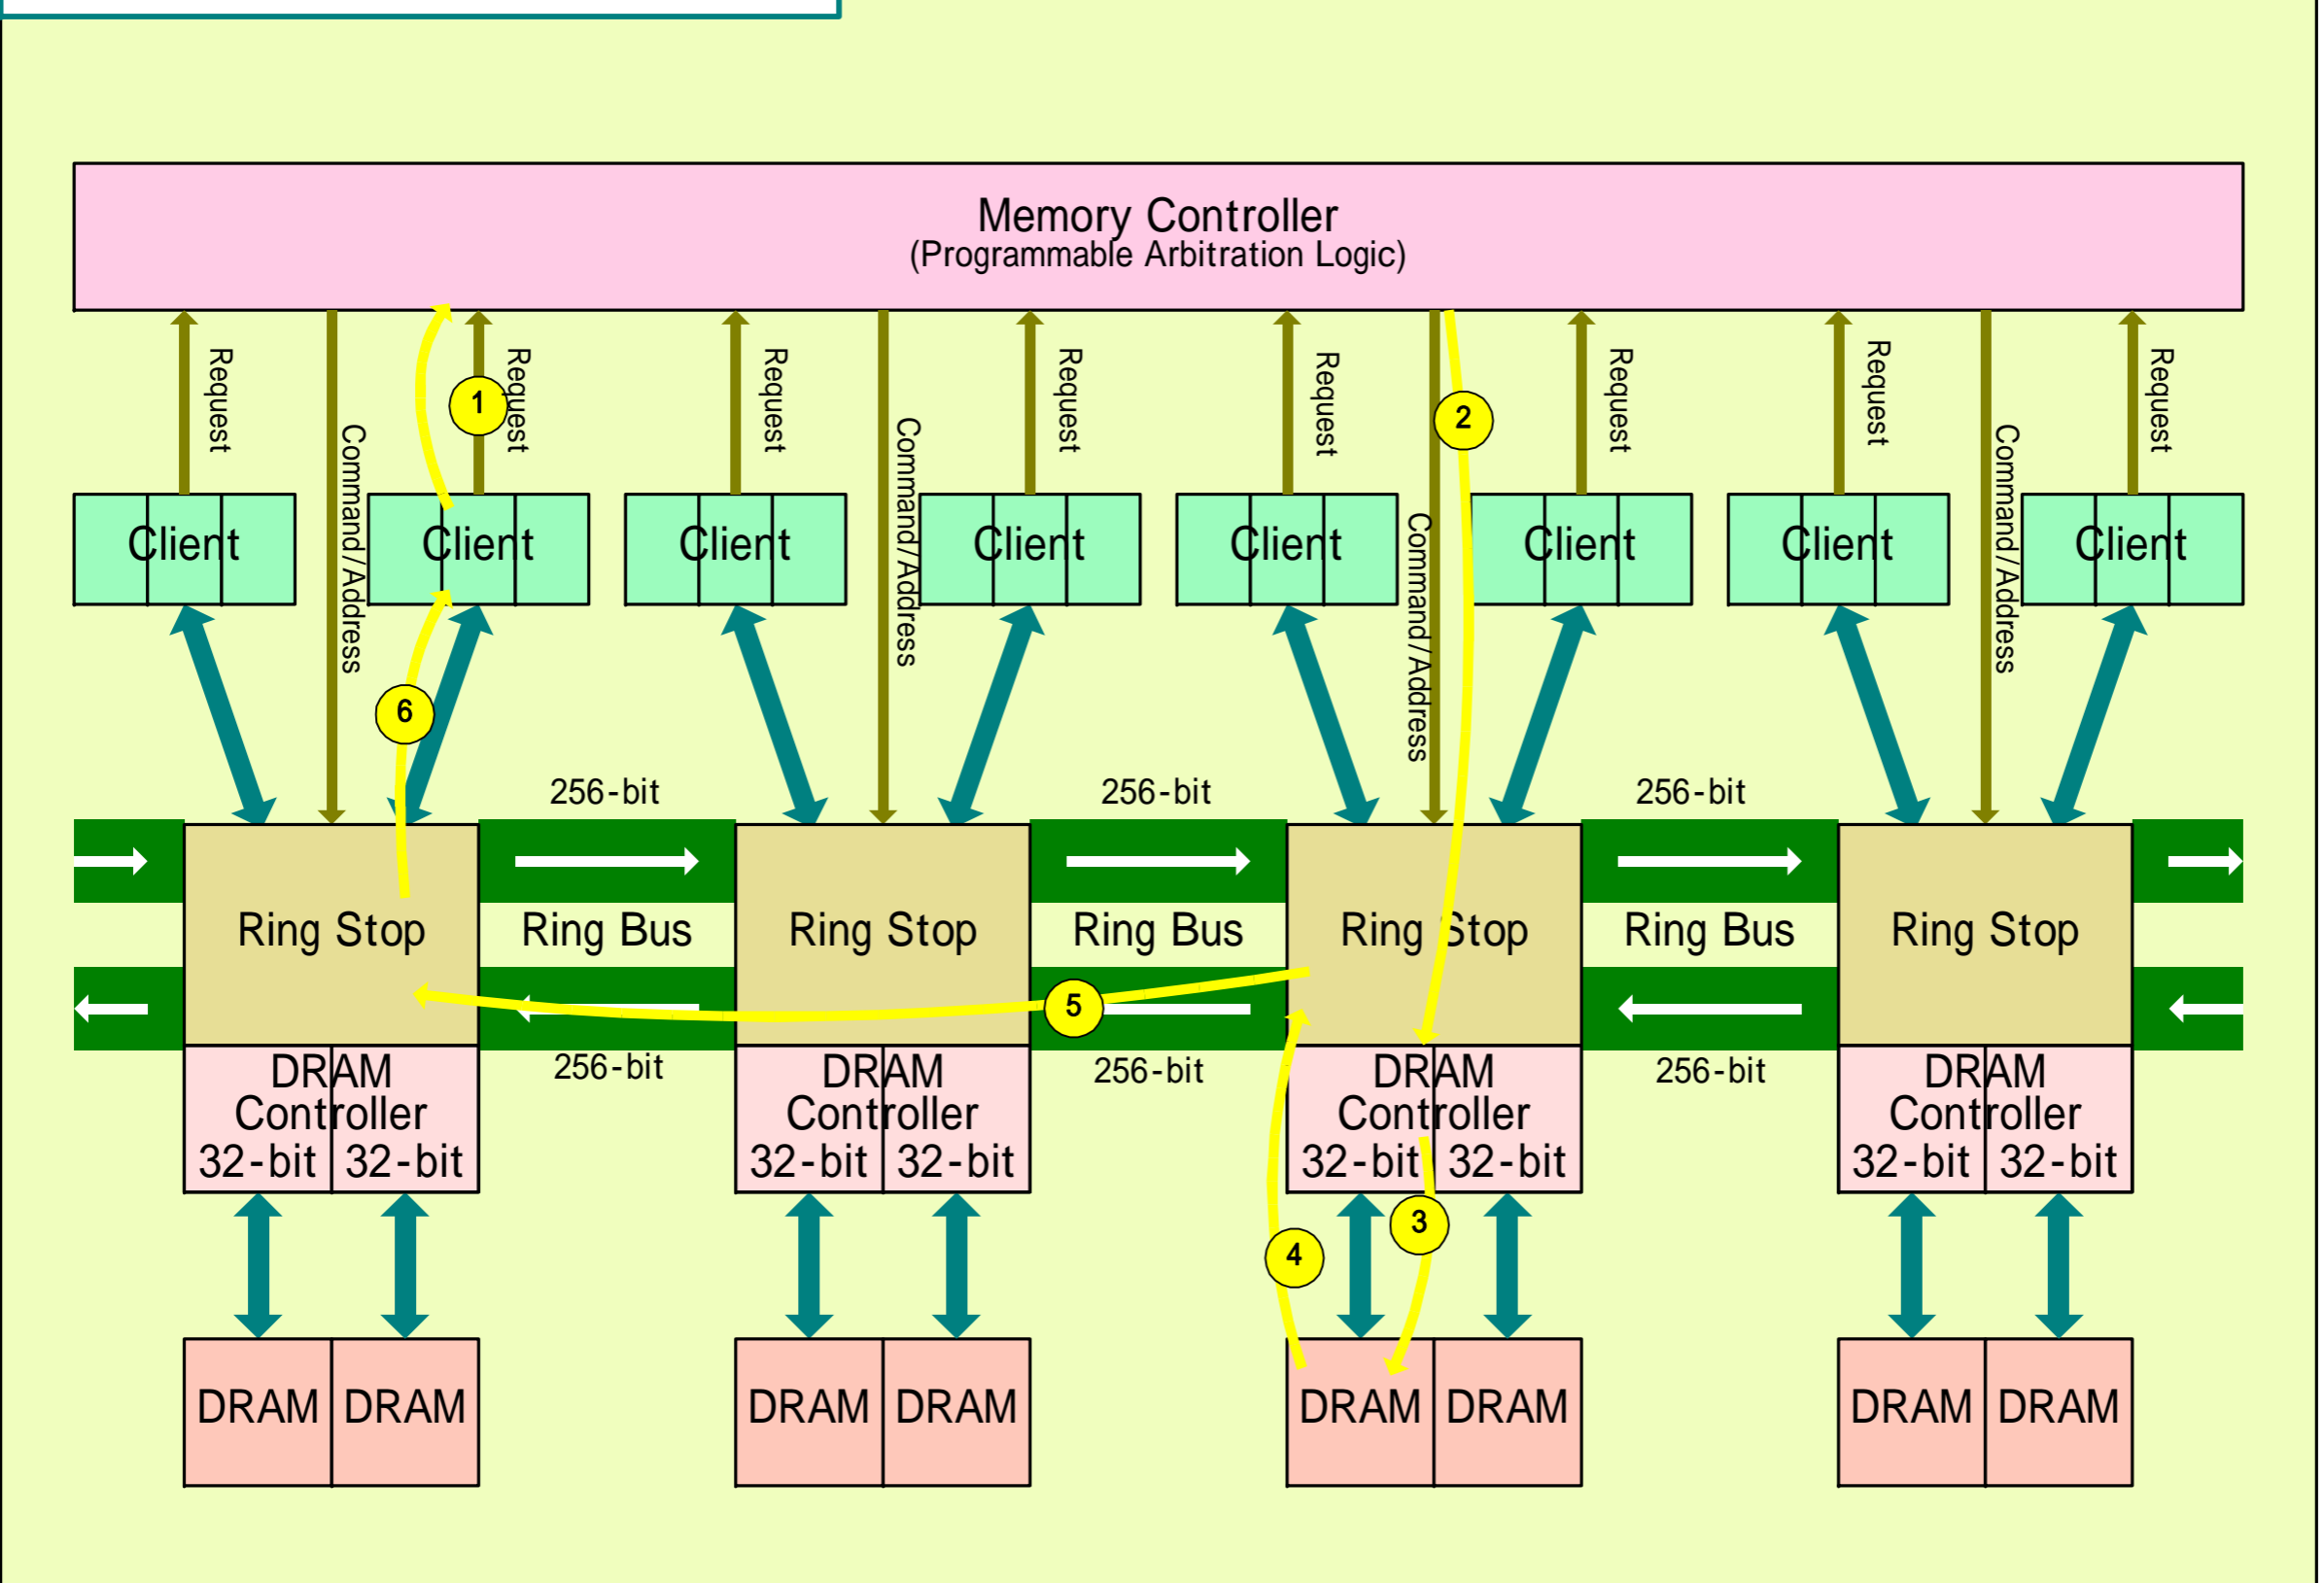 Memory Controller
(Programmable Arbitration Logic)
Request
Command/Address
Request
1
Request
Command/Address
Request
Request
Command/Address
2
Request
Request
Command/Address
Request
Client
Client
Client
Client
Client
Client
Client
Client
6
256-bit
256-bit
256-bit
Ring Stop
Ring Bus
Ring Stop
Ring Bus
Ring Stop
Ring Bus
Ring Stop
5
256-bit
256-bit
256-bit
DRAM
Controller
32-bit 32-bit
DRAM
Controller
32-bit 32-bit
DRAM
Controller
32-bit 32-bit
DRAM
Controller
32-bit 32-bit
3
4
DRAM DRAM
DRAM DRAM
DRAM DRAM
DRAM DRAM